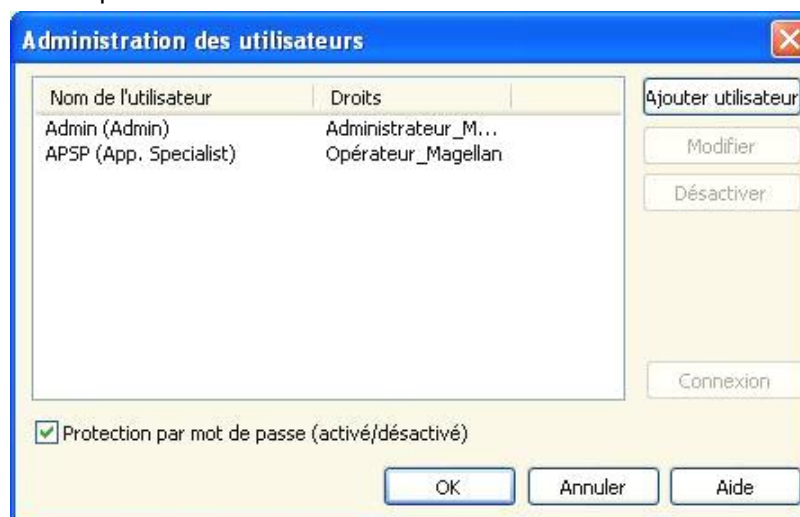 Administration des utilisateurs
Nom de l'utilisateur Droits
Admin (Admin) Administrateur_M...
APSP (App. Specialist) Opérateur_Magellan
Ajouter utilisateur
Modifier
Désactiver
Connexion
Protection par mot de passe (activé/désactivé)
OK Annuler Aide